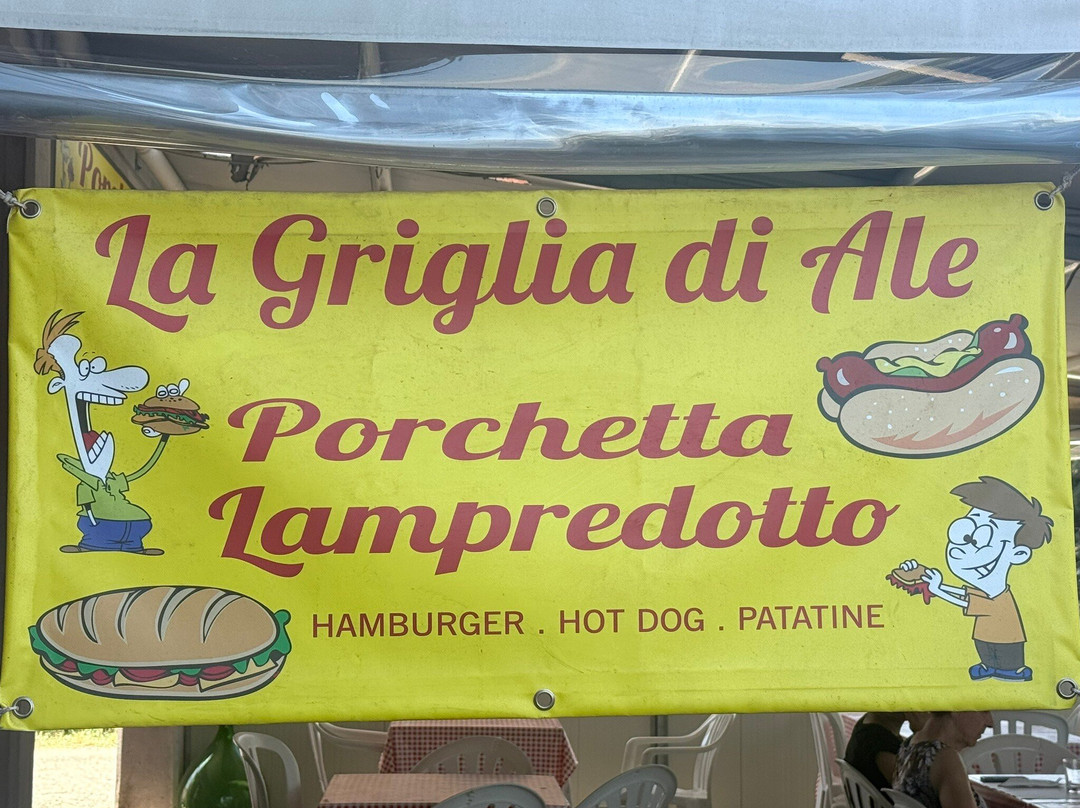 La Griglia di Ale
Porchetta
Lampredotto
HAMBURGER . HOT DOG . PATATINE